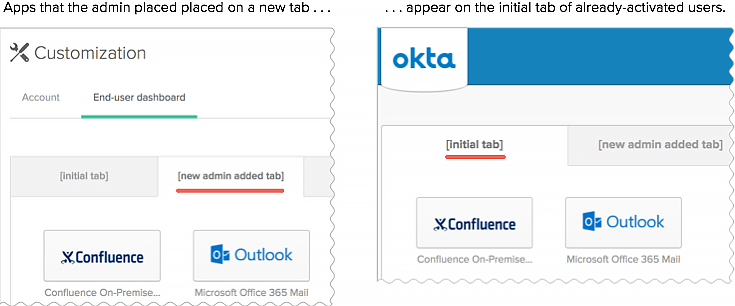 Apps that the admin placed placed on a new tab . . .
Customization
Account
End-user dashboard
[initial tab]
[new admin added tab]
Confluence
Outlook
Confluence On-Premise...
Microsoft Office 365 Mail
. . . appear on the initial tab of already-activated users.
okta
[initial tab]
[new admin added tab]
Confluence
Outlook
Confluence On-Premise...
Microsoft Office 365 Mail